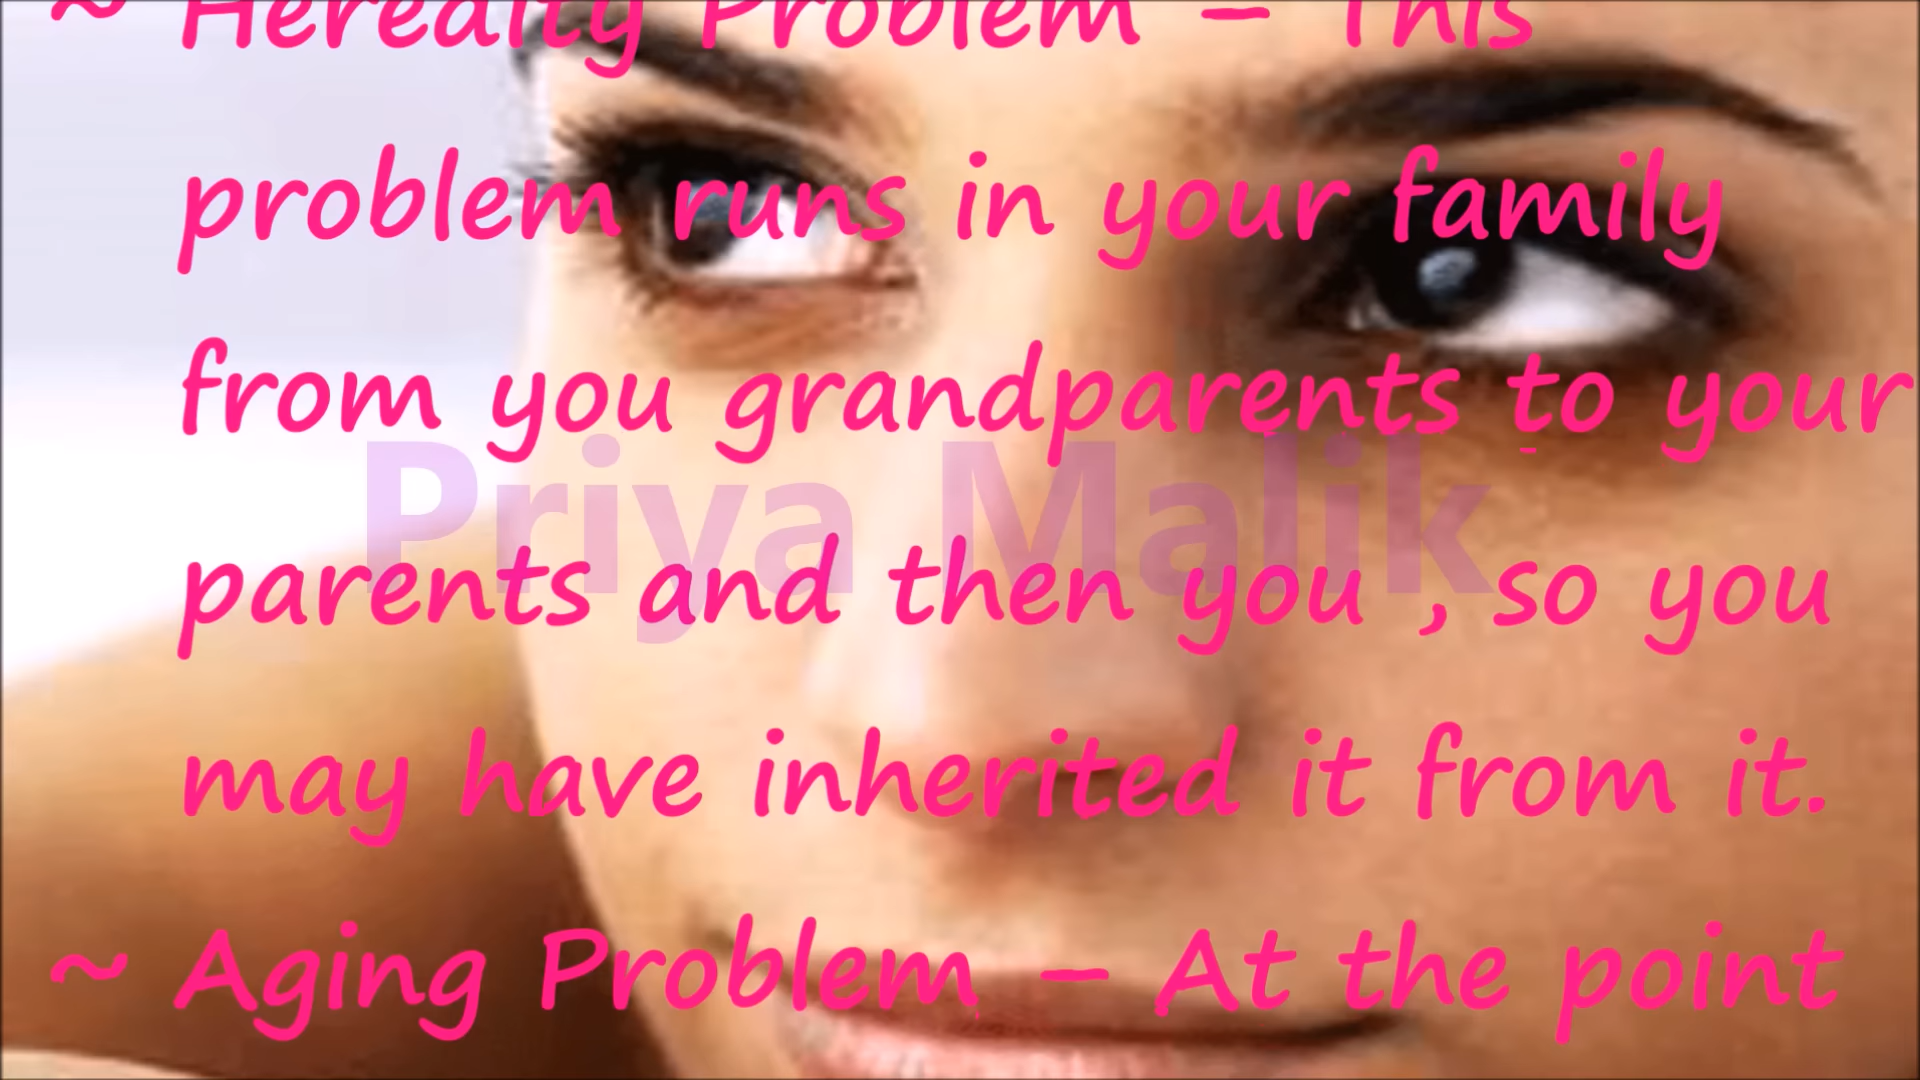 ~ Heredity Problem – This
problem runs in your family
from you grandparents to your
Priya Malik
parents and then you , so you
may have inherited it from it.
~ Aging Problem – At the point